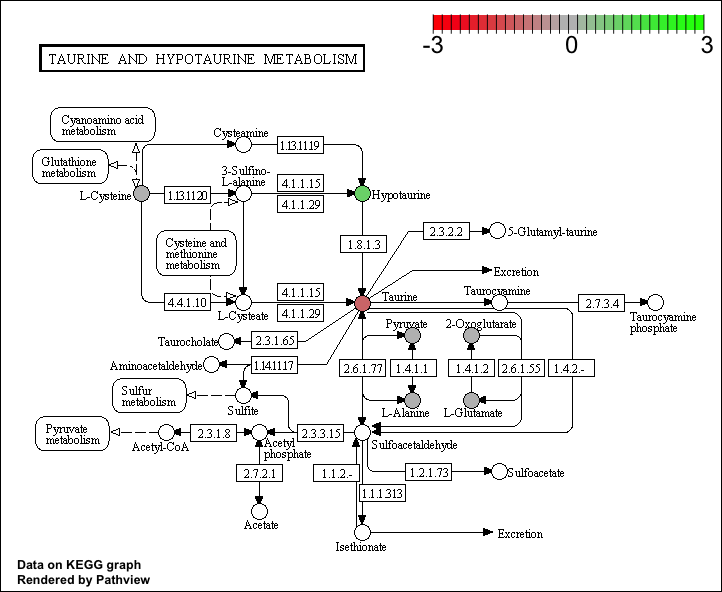 -3 0 3
TAURINE AND HYPOTAURINE METABOLISM
Cyanoamino acid
metabolism
Cysteamine
1.13.11.19
Glutathione
metabolism
3-Sulfino-
L-alanine
4.1.1.15
L-Cysteine
1.13.11.20
Hypotaurine
4.1.1.29
Cysteine and
methionine
metabolism
1.8.1.3
2.3.2.2
5-Glutamyl-taurine
Excretion
4.4.1.10
L-Cysteate
4.1.1.15
4.1.1.29
Taurine
Taurocyamine
2.7.3.4
Taurocyamine
phosphate
Taurocholate
2.3.1.65
Pyruvate
2-Oxoglutarate
Aminoacetaldehyde
1.14.11.17
2.6.1.77
1.4.1.1
1.4.1.2
2.6.1.55
1.4.2.-
Sulfur
metabolism
Sulfite
L-Alanine
L-Glutamate
Pyruvate
metabolism
Acetyl-CoA
2.3.1.8
Acetyl
phosphate
2.3.3.15
Sulfoacetaldehyde
2.7.2.1
1.1.2.-
1.2.1.73
Sulfoacetate
1.1.1.313
Acetate
Isethionate
Excretion
Data on KEGG graph
Rendered by Pathview